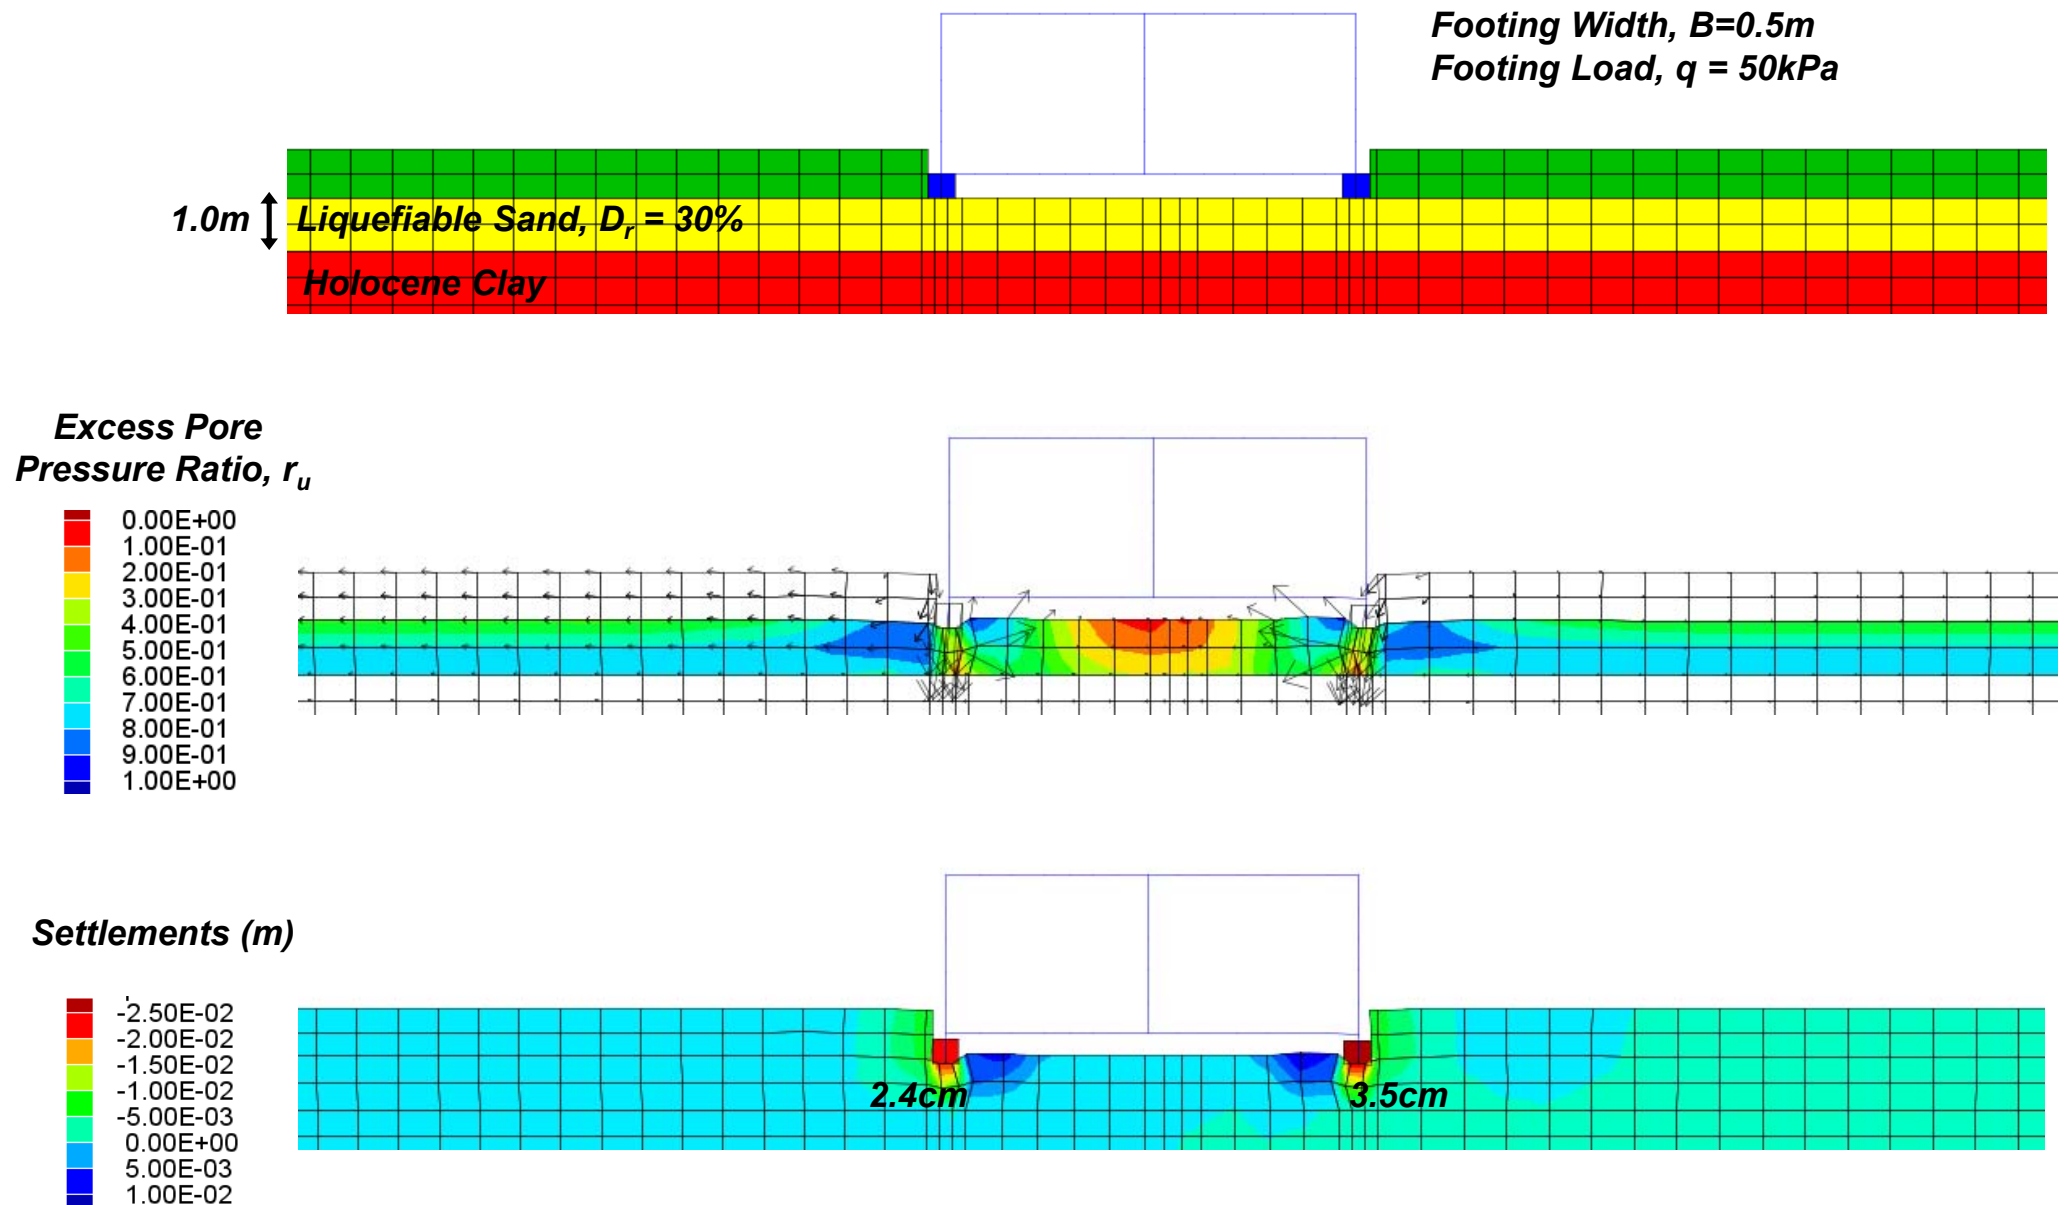 Footing Width, B=0.5m
Footing Load, q = 50kPa
1.0m
Liquefiable Sand, Dr = 30%
Holocene Clay
Excess Pore
Pressure Ratio, ru
0.00E+00
1.00E-01
2.00E-01
3.00E-01
4.00E-01
5.00E-01
6.00E-01
7.00E-01
8.00E-01
9.00E-01
1.00E+00
Settlements (m)
-2.50E-02
-2.00E-02
-1.50E-02
-1.00E-02
-5.00E-03
0.00E+00
5.00E-03
1.00E-02
2.4cm
3.5cm